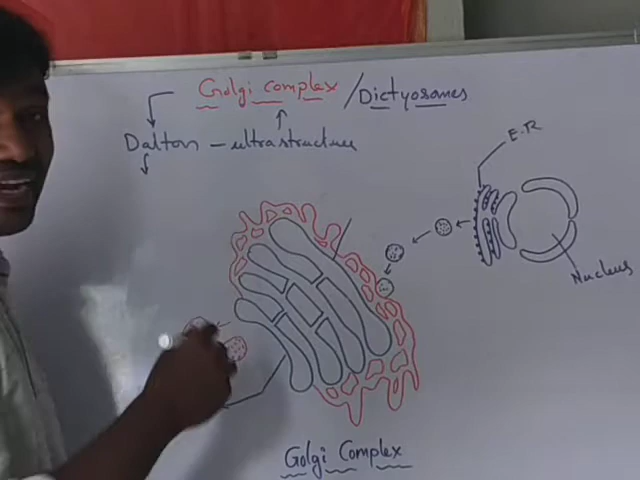 Golgi complex / Dictyosomes
Dalton - ultrastructure
E.R
Nucleus
Golgi Complex